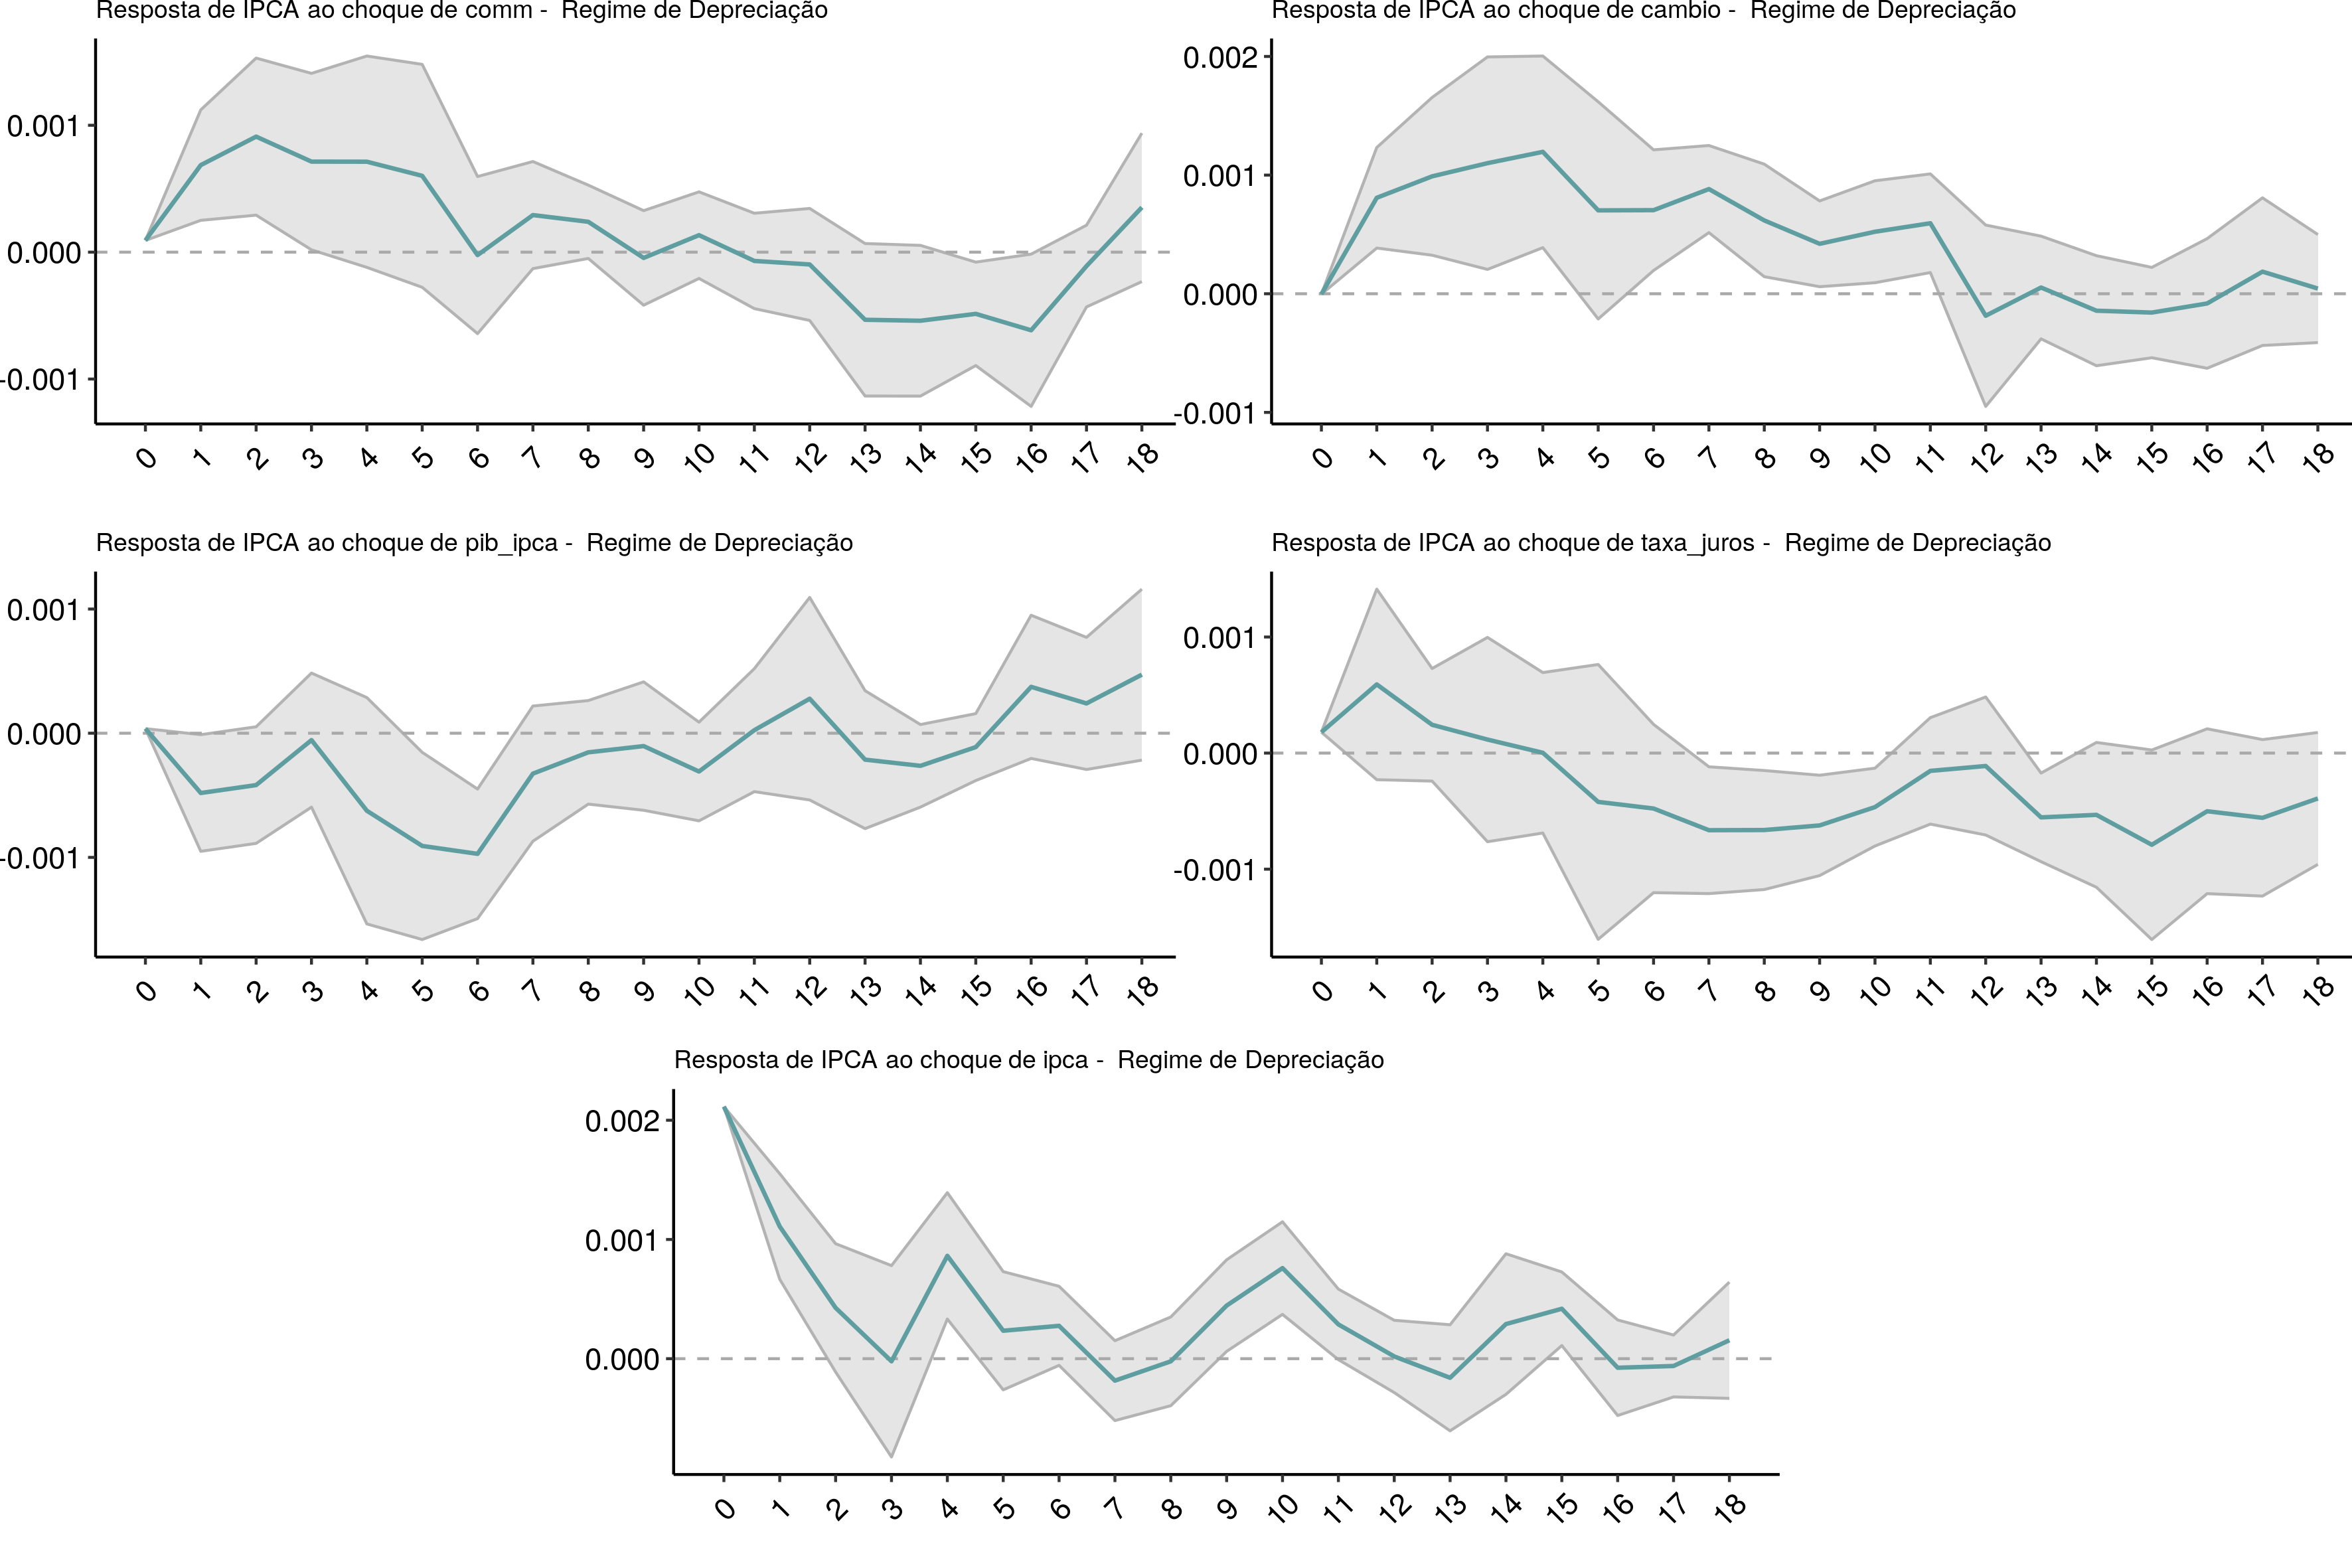 Resposta de IPCA ao choque de comm -  Regime de Depreciação
0.001
0.000
-0.001
0 1 2 3 4 5 6 7 8 9 10 11 12 13 14 15 16 17 18
Resposta de IPCA ao choque de cambio -  Regime de Depreciação
0.002
0.001
0.000
-0.001
0 1 2 3 4 5 6 7 8 9 10 11 12 13 14 15 16 17 18
Resposta de IPCA ao choque de pib_ipca -  Regime de Depreciação
0.001
0.000
-0.001
0 1 2 3 4 5 6 7 8 9 10 11 12 13 14 15 16 17 18
Resposta de IPCA ao choque de taxa_juros -  Regime de Depreciação
0.001
0.000
-0.001
0 1 2 3 4 5 6 7 8 9 10 11 12 13 14 15 16 17 18
Resposta de IPCA ao choque de ipca -  Regime de Depreciação
0.002
0.001
0.000
0 1 2 3 4 5 6 7 8 9 10 11 12 13 14 15 16 17 18